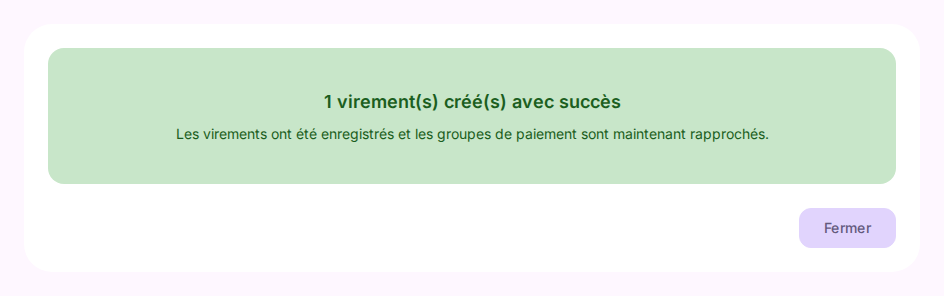 1 virement(s) créé(s) avec succès
Les virements ont été enregistrés et les groupes de paiement sont maintenant rapprochés.
Fermer